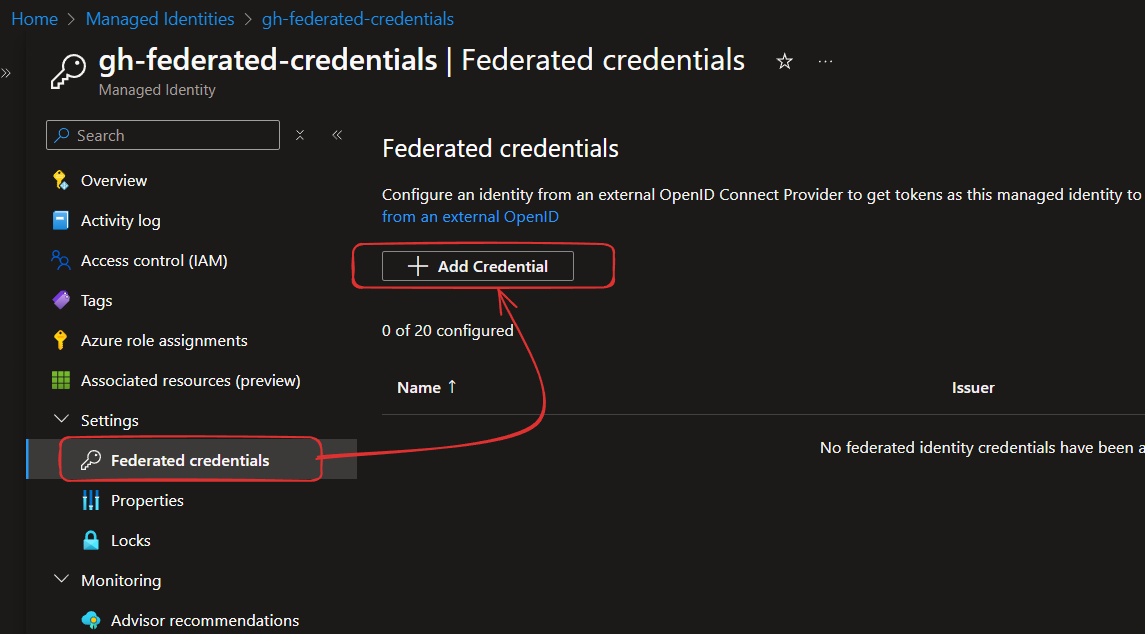 Home > Managed Identities > gh-federated-credentials
gh-federated-credentials | Federated credentials
Managed Identity
Search
Overview
Activity log
Access control (IAM)
Tags
Azure role assignments
Associated resources (preview)
Settings
Federated credentials
Properties
Locks
Monitoring
Advisor recommendations
Federated credentials
Configure an identity from an external OpenID Connect Provider to get tokens as this managed identity to
from an external OpenID
Add Credential
0 of 20 configured
Name ↑ Issuer
No federated identity credentials have been a